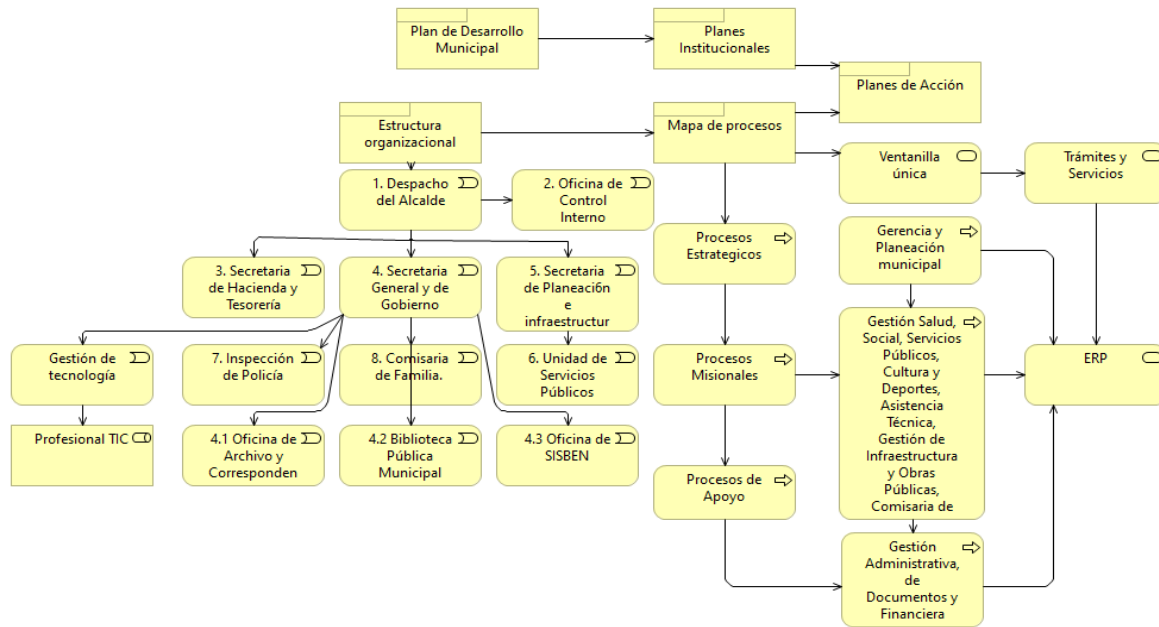 Plan de Desarrollo
Municipal
Planes
Institucionales
Planes de Acción
Estructura
organizacional
Mapa de procesos
Ventanilla
única
Trámites y
Servicios
1. Despacho
del Alcalde
2. Oficina de
Control
Interno
Procesos
Estrategicos
Gerencia y
Planeación
municipal
3. Secretaria
de Hacienda y
Tesorería
4. Secretaria
General y de
Gobierno
5. Secretaria
de Planeación
e
infraestructur
Gestión Salud,
Social, Servicios
Públicos,
Cultura y
Deportes,
Asistencia
Técnica,
Gestión de
Infraestructura
y Obras
Públicas,
Comisaria de
Gestión de
tecnología
7. Inspección
de Policía
8. Comisaria
de Familia.
6. Unidad de
Servicios
Públicos
Procesos
Misionales
ERP
Profesional TIC
4.1 Oficina de
Archivo y
Corresponden
4.2 Biblioteca
Pública
Municipal
4.3 Oficina de
SISBEN
Procesos de
Apoyo
Gestión
Administrativa,
de
Documentos y
Financiera